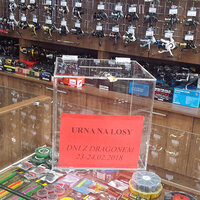 URNA NA LOSY
DNI Z DRAGONEM
23-24.02.2018